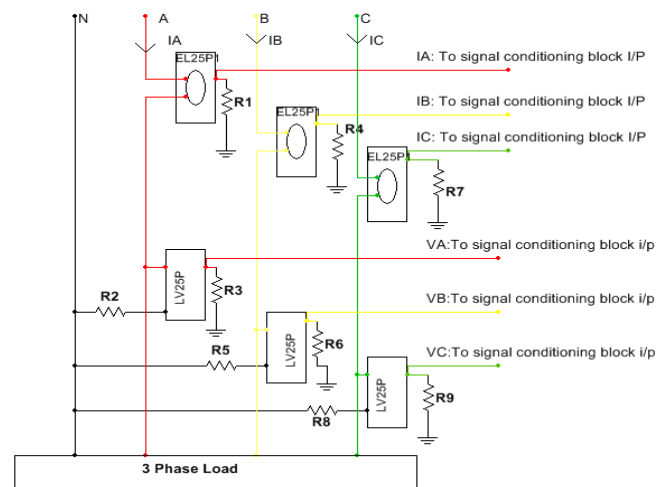 N A B C
IA IB IC
EL25P1
IA: To signal conditioning block I/P
R1
EL25P1
IB: To signal conditioning block I/P
R4
EL25P1
IC: To signal conditioning block I/P
R7
VA:To signal conditioning block i/p
LV25P
R2
R3
VB:To signal conditioning block i/p
LV25P
R5
R6
VC:To signal conditioning block i/p
LV25P
R8
R9
3 Phase Load